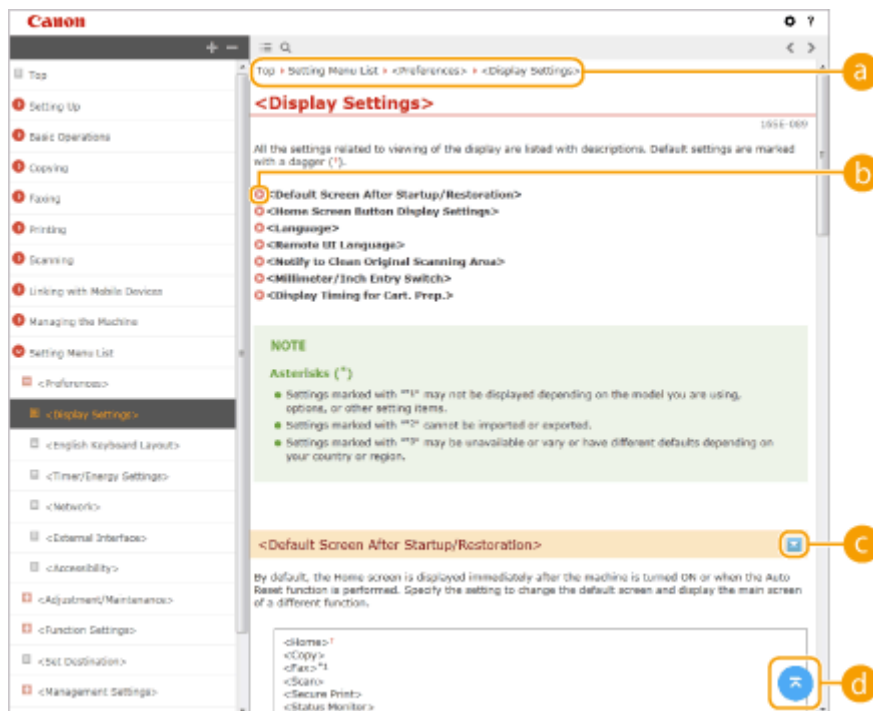 Canon
?
+ −
< >
Top
Setting Up
Basic Operations
Copying
Faxing
Printing
Scanning
Linking with Mobile Devices
Managing the Machine
Setting Menu List
<Preferences>
<Display Settings>
<English Keyboard Layout>
<Timer/Energy Settings>
<Network>
<External Interface>
<Accessibility>
<Adjustment/Maintenance>
<Function Settings>
<Set Destination>
<Management Settings>
Top › Setting Menu List › <Preferences> › <Display Settings>
a
<Display Settings>
16SE-089
All the settings related to viewing of the display are listed with descriptions. Default settings are marked
with a dagger (†).
b
<Default Screen After Startup/Restoration>
<Home Screen Button Display Settings>
<Language>
<Remote UI Language>
<Notify to Clean Original Scanning Area>
<Millimeter/Inch Entry Switch>
<Display Timing for Cart. Prep.>
NOTE
Asterisks (*)
Settings marked with "*1" may not be displayed depending on the model you are using,
options, or other setting items.
Settings marked with "*2" cannot be imported or exported.
Settings marked with "*3" may be unavailable or vary or have different defaults depending on
your country or region.
<Default Screen After Startup/Restoration>
c
By default, the Home screen is displayed immediately after the machine is turned ON or when the Auto
Reset function is performed. Specify the setting to change the default screen and display the main screen
of a different function.
<Home>†
<Copy>
<Fax>*1
<Scan>
<Secure Print>
<Status Monitor>
d